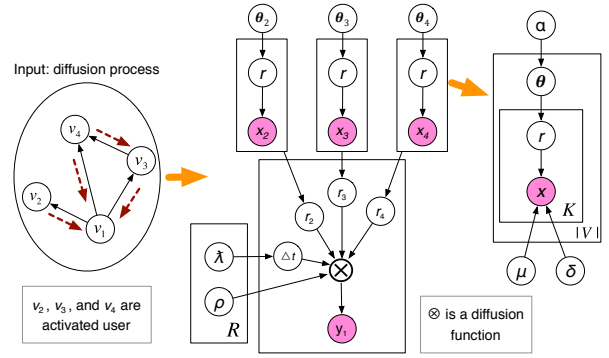 θ₂
θ₃
θ₄
α
Input: diffusion process
r
r
r
θ
v₄
x₂
x₃
x₄
r
v₃
v₂
r₃
x
K
v₁
r₂
r₄
|V|
ƛ
△t
⊗
μ
δ
ρ
R
v₂, v₃, and v₄ are
activated user
y₁
⊗ is a diffusion
function